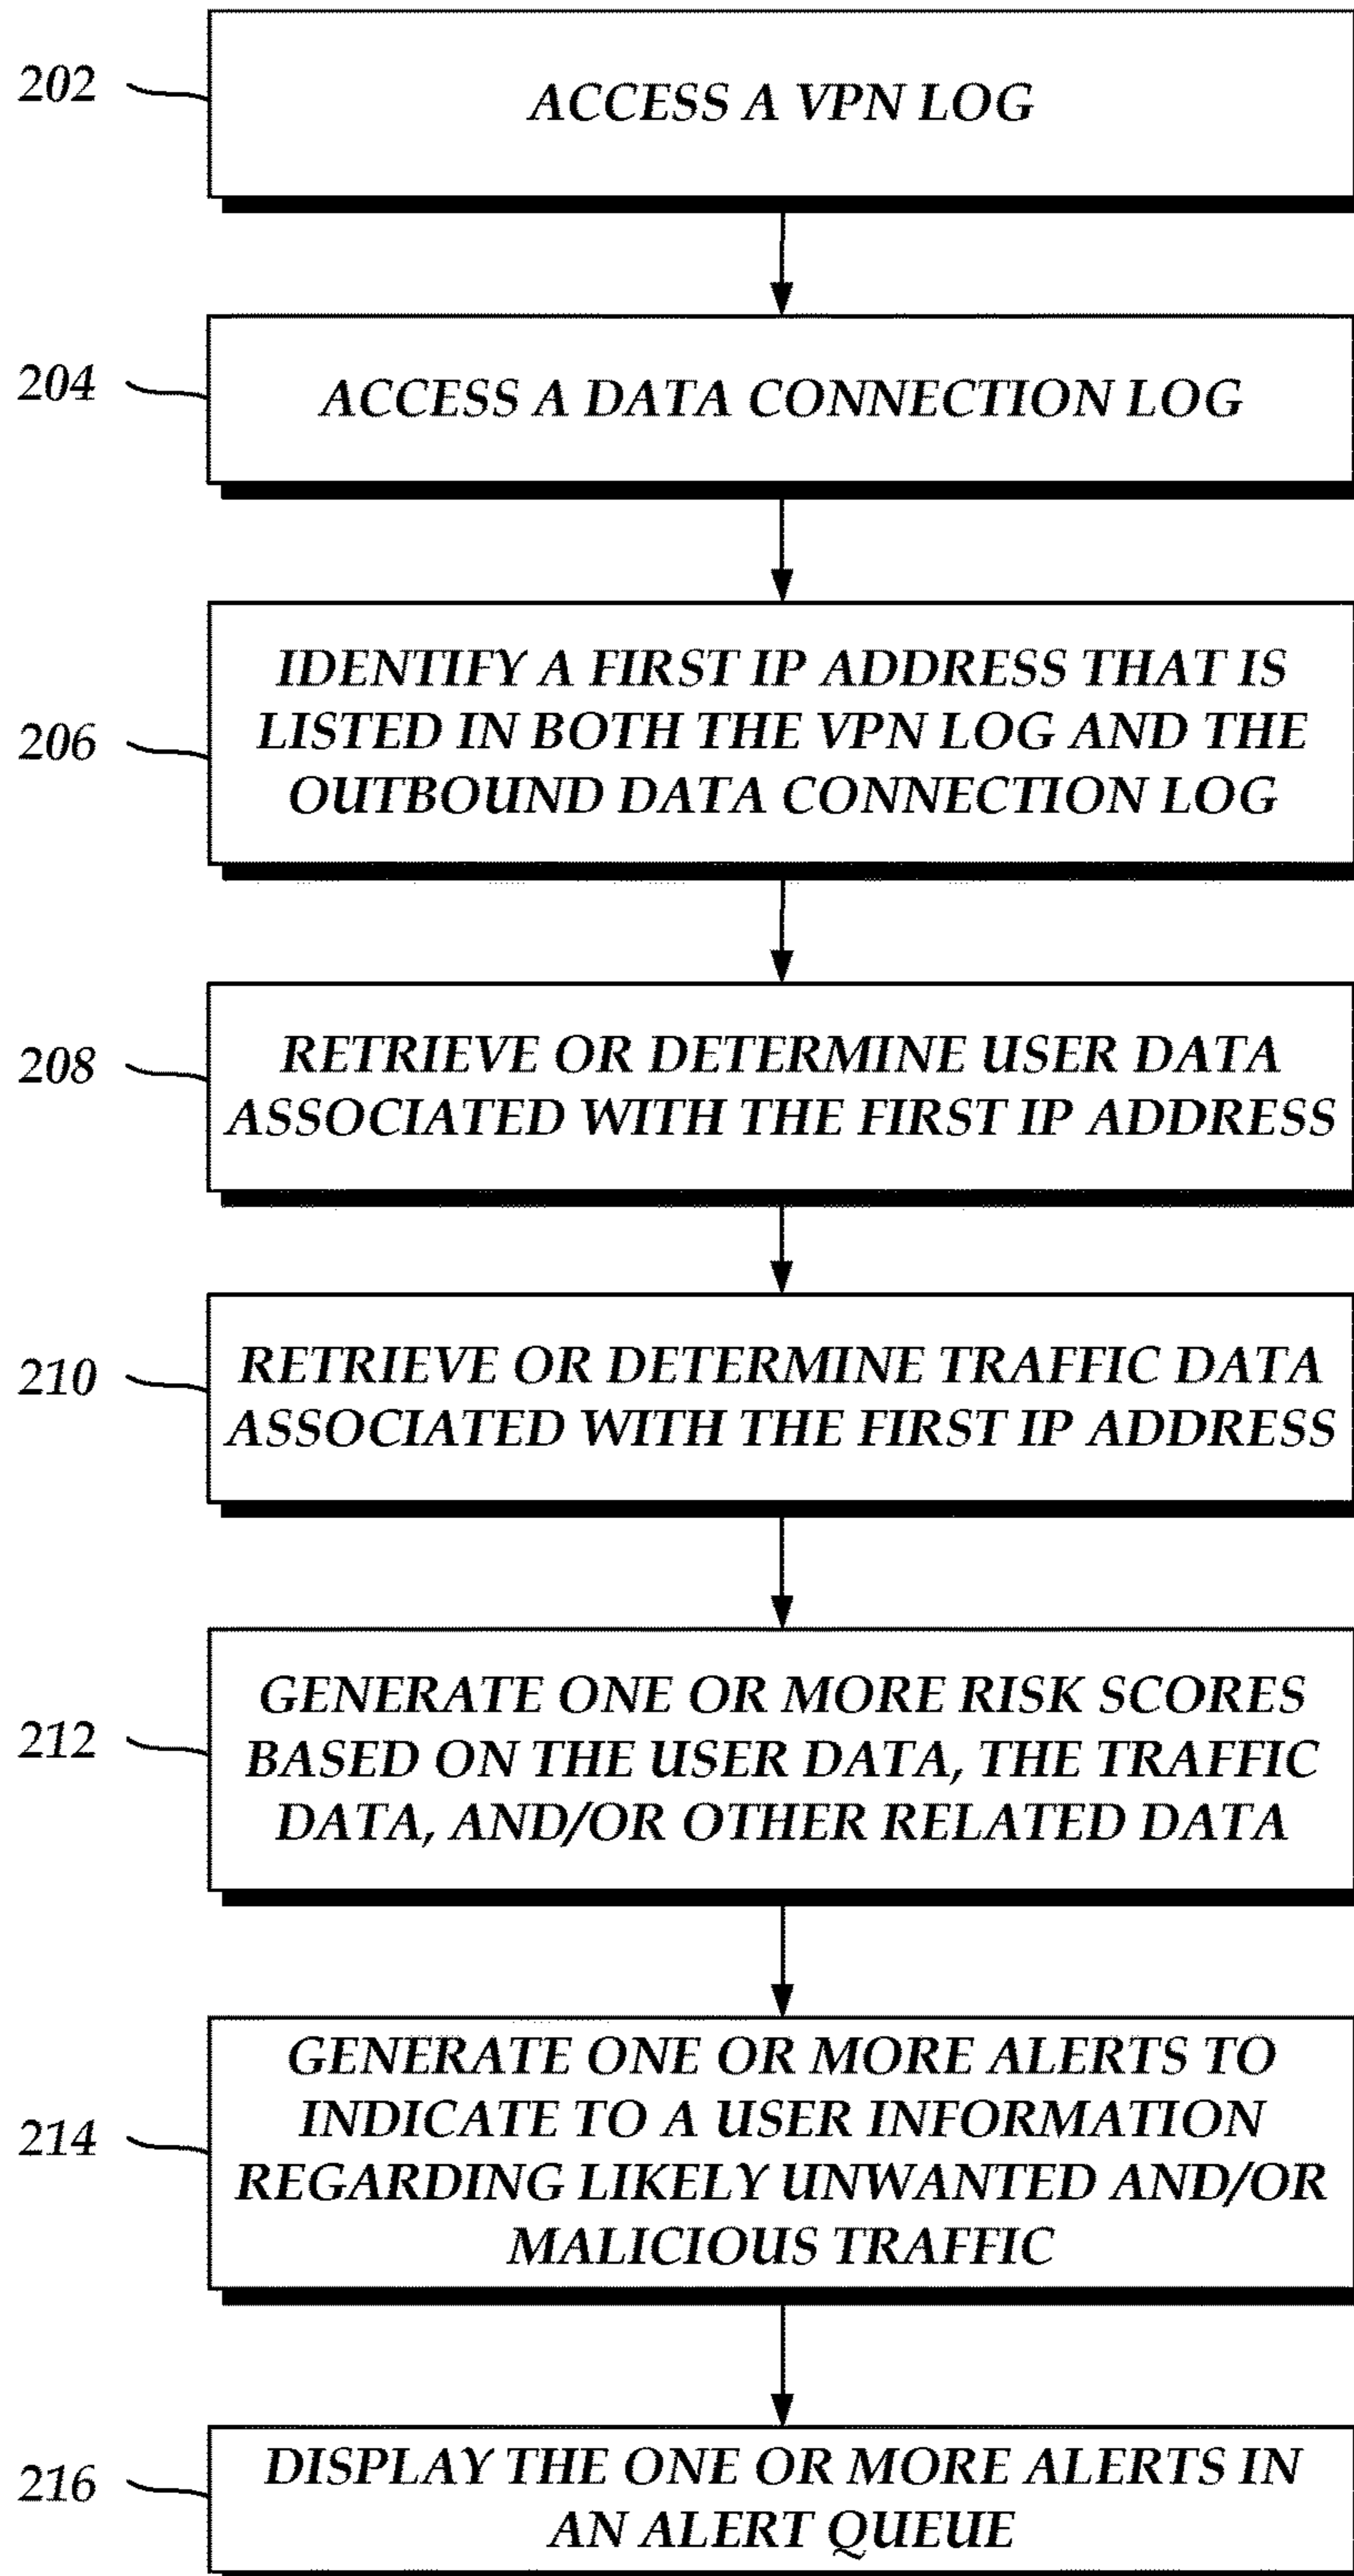 202
ACCESS A VPN LOG
204
ACCESS A DATA CONNECTION LOG
206
IDENTIFY A FIRST IP ADDRESS THAT IS
LISTED IN BOTH THE VPN LOG AND THE
OUTBOUND DATA CONNECTION LOG
208
RETRIEVE OR DETERMINE USER DATA
ASSOCIATED WITH THE FIRST IP ADDRESS
210
RETRIEVE OR DETERMINE TRAFFIC DATA
ASSOCIATED WITH THE FIRST IP ADDRESS
212
GENERATE ONE OR MORE RISK SCORES
BASED ON THE USER DATA, THE TRAFFIC
DATA, AND/OR OTHER RELATED DATA
214
GENERATE ONE OR MORE ALERTS TO
INDICATE TO A USER INFORMATION
REGARDING LIKELY UNWANTED AND/OR
MALICIOUS TRAFFIC
216
DISPLAY THE ONE OR MORE ALERTS IN
AN ALERT QUEUE